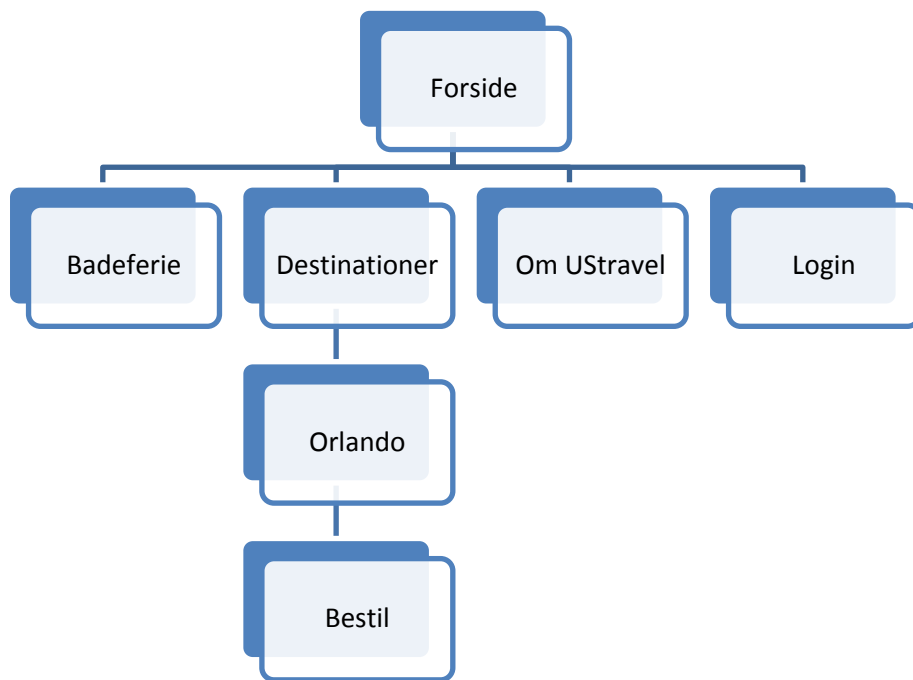 Forside
Badeferie
Destinationer
Om UStravel
Login
Orlando
Bestil